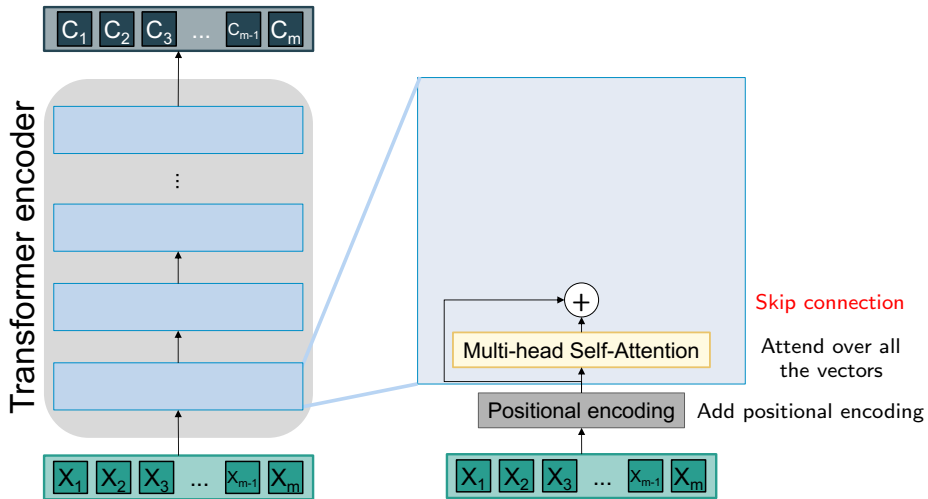 C1 C2 C3 ... Cm-1 Cm
Transformer encoder
...
X1 X2 X3 ... Xm-1 Xm
+
Skip connection
Multi-head Self-Attention
Attend over all
the vectors
Positional encoding
Add positional encoding
X1 X2 X3 ... Xm-1 Xm